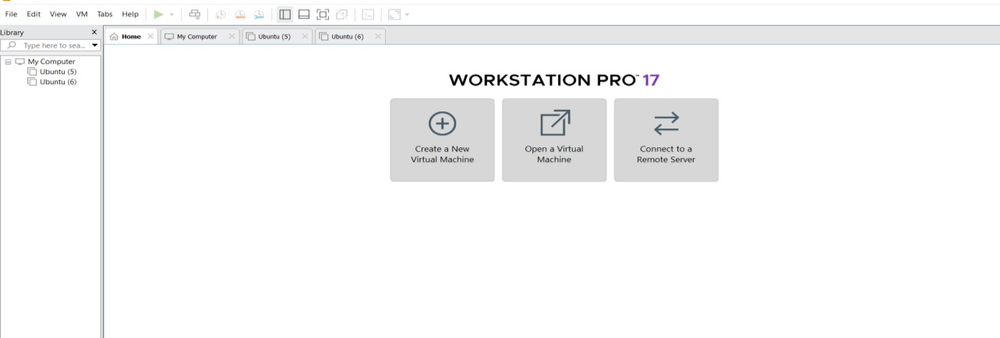 File Edit View VM Tabs Help
Library
Type here to sea...
My Computer
Ubuntu (5)
Ubuntu (6)
Home My Computer Ubuntu (5) Ubuntu (6)
WORKSTATION PRO™ 17
Create a New
Virtual Machine
Open a Virtual
Machine
Connect to a
Remote Server